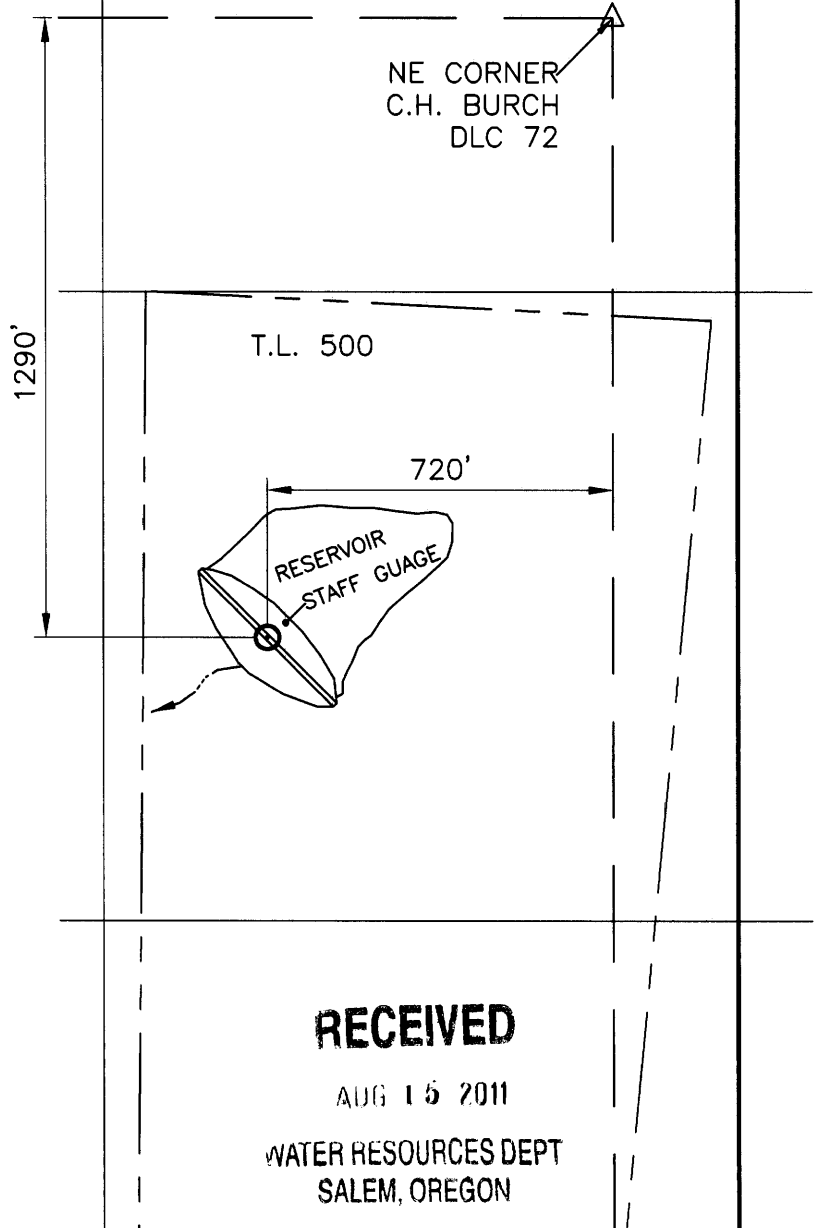 NE CORNER
C.H. BURCH
DLC 72
1290'
T.L. 500
720'
RESERVOIR
STAFF GUAGE
RECEIVED
AUG 15 2011
WATER RESOURCES DEPT
SALEM, OREGON